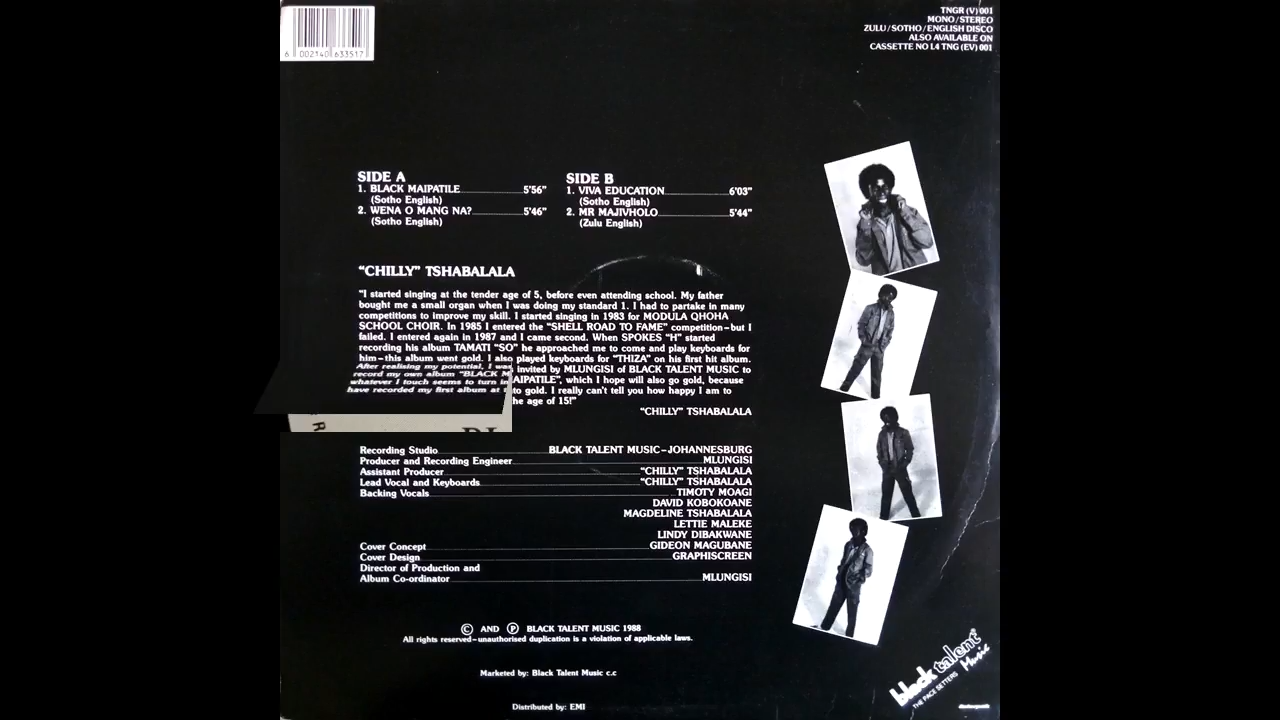 6 002140 633517
TNGR (V) 001
MONO/STEREO
ZULU/SOTHO/ENGLISH DISCO
ALSO AVAILABLE ON
CASSETTE NO L4 TNG (EV) 001
SIDE A
1. BLACK MAIPATILE 5'56"
(Sotho English)
2. WENA O MANG NA? 5'46"
(Sotho English)
SIDE B
1. VIVA EDUCATION 6'03"
(Sotho English)
2. MR MAJIVHOLO 5'44"
(Zulu English)
"CHILLY" TSHABALALA
"I started singing at the tender age of 5, before even attending school. My father
bought me a small organ when I was doing my standard 1. I had to partake in many
competitions to improve my skill. I started singing in 1983 for MODULA QHOHA
SCHOOL CHOIR. In 1985 I entered the "SHELL ROAD TO FAME" competition–but I
failed. I entered again in 1987 and I came second. When SPOKES "H" started
recording his album TAMATI "SO" he approached me to come and play keyboards for
him–this album went gold. I also played keyboards for "THIZA" on his first hit album.
After realising my potential, I was invited by MLUNGISI of BLACK TALENT MUSIC to
record my own album "BLACK MAIPATILE", which I hope will also go gold, because
whatever I touch seems to turn into gold. I really can't tell you how happy I am to
have recorded my first album at the age of 15!"
"CHILLY" TSHABALALA
R
Recording Studio BLACK TALENT MUSIC–JOHANNESBURG
Producer and Recording Engineer MLUNGISI
Assistant Producer "CHILLY" TSHABALALA
Lead Vocal and Keyboards "CHILLY" TSHABALALA
Backing Vocals TIMOTY MOAGI
DAVID KOBOKOANE
MAGDELINE TSHABALALA
LETTIE MALEKE
LINDY DIBAKWANE
Cover Concept GIDEON MAGUBANE
Cover Design GRAPHISCREEN
Director of Production and
Album Co-ordinator MLUNGISI
© AND Ⓟ BLACK TALENT MUSIC 1988
All rights reserved–unauthorised duplication is a violation of applicable laws.
Marketed by: Black Talent Music c.c
Distributed by: EMI
black talent Music
THE PACE SETTERS